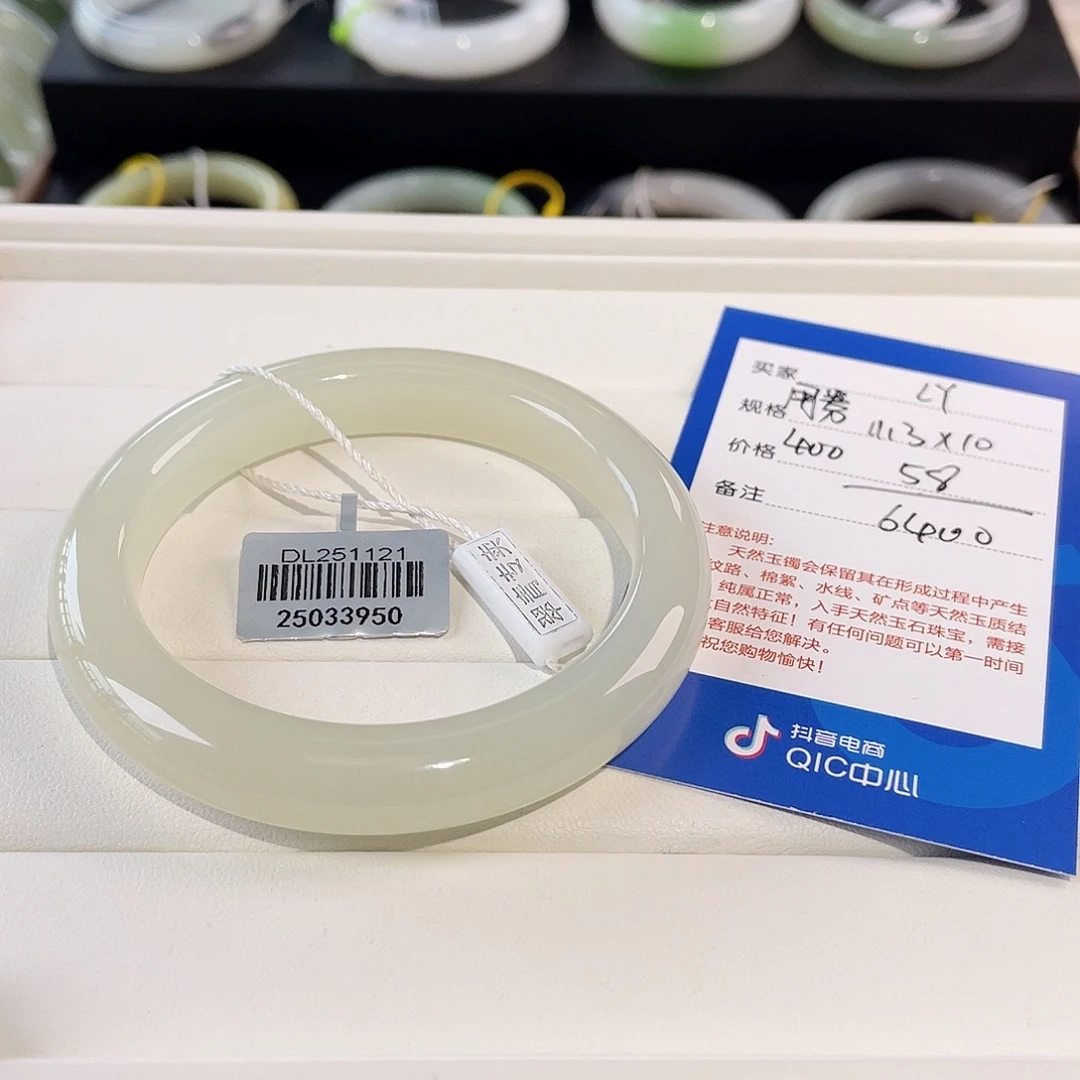 DL251121
25033950
买家 LY
规格 11.3×10
价格 58
备注 6400
注意说明:
天然玉镯会保留其在形成过程中产生
纹路、棉絮、水线、矿点等天然玉质结
纯属正常，入手天然玉石珠宝，需接
自然特征！有任何问题可以第一时间
客服给您解决。
祝您购物愉快！
抖音电商
QIC中心